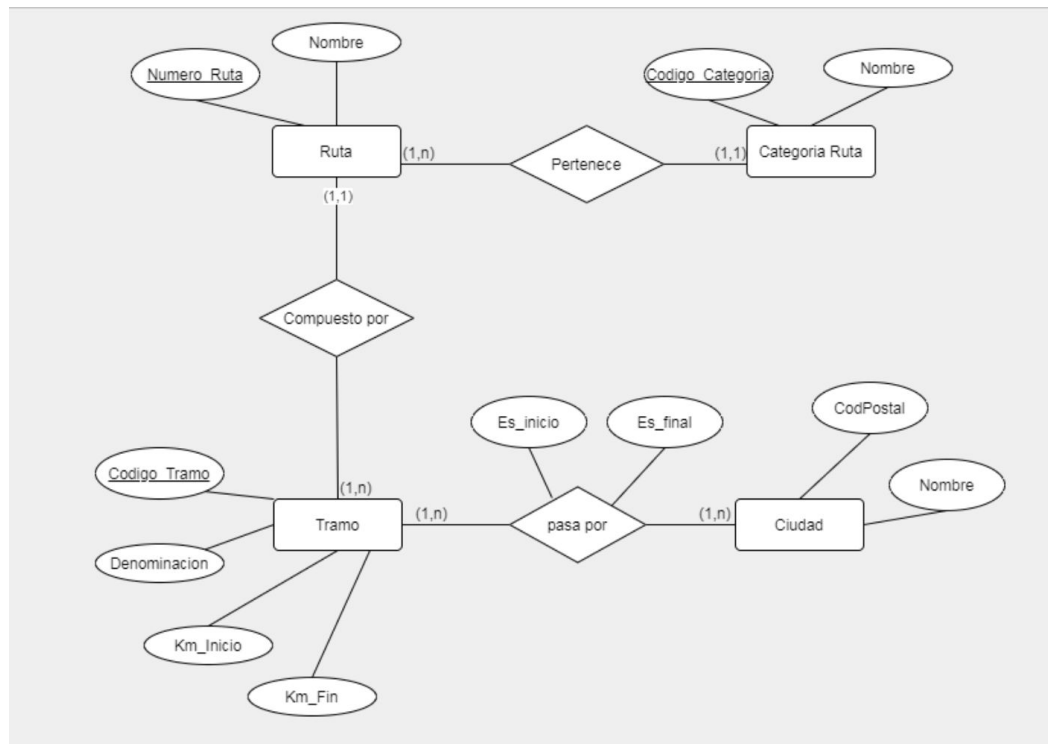 Nombre
Numero_Ruta
Codigo_Categoria
Nombre
Ruta
(1,n)
Pertenece
(1,1)
Categoria Ruta
(1,1)
Compuesto por
Es_inicio
Es_final
CodPostal
Codigo_Tramo
Nombre
(1,n)
Tramo
(1,n)
pasa por
(1,n)
Ciudad
Denominacion
Km_Inicio
Km_Fin